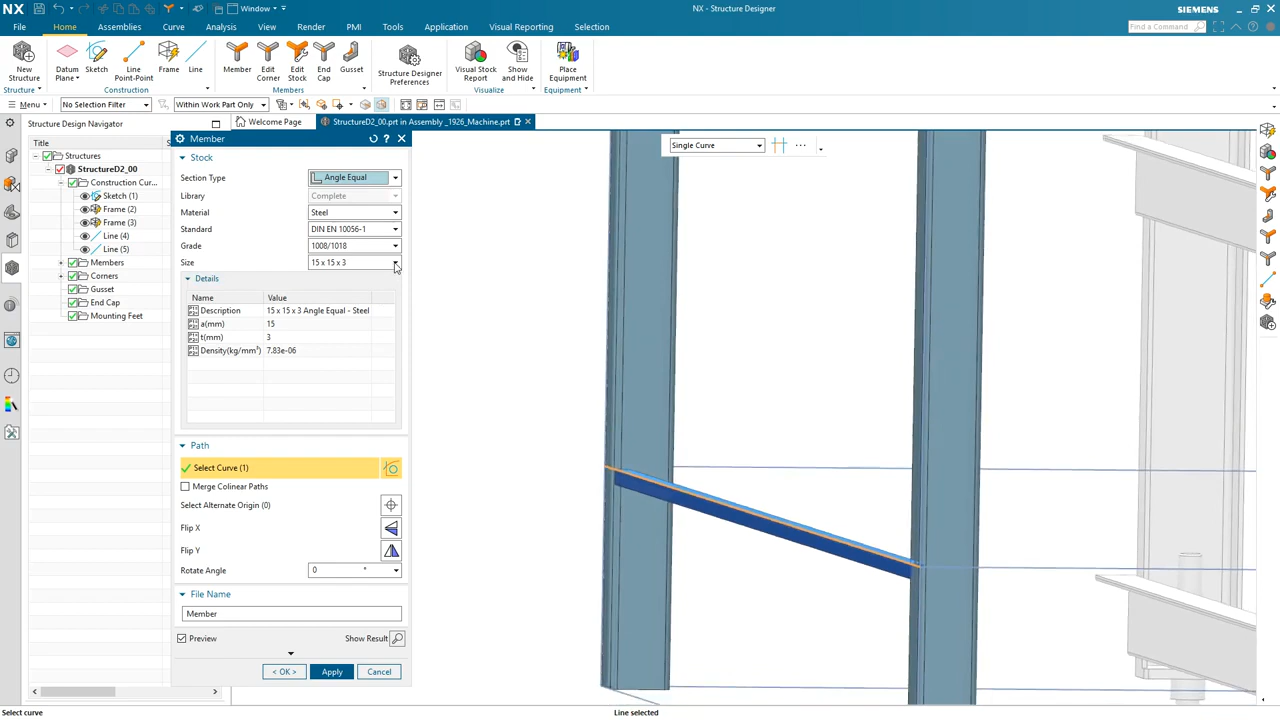 NX
Window
NX - Structure Designer
SIEMENS
File
Home
Assemblies
Curve
Analysis
View
Render
PMI
Tools
Application
Visual Reporting
Selection
Find a Command
New Structure
Datum Plane
Sketch
Line Point-Point
Frame
Line
Member
Edit Corner
Edit Stock
End Cap
Gusset
Structure Designer Preferences
Visual Stock Report
Show and Hide
Place Equipment
Structure
Construction
Members
Visualize
Equipment
Menu
No Selection Filter
Within Work Part Only
Structure Design Navigator
Welcome Page
StructureD2_00.prt in Assembly _1926_Machine.prt
Title
Structures
StructureD2_00
Construction Cur...
Sketch (1)
Frame (2)
Frame (3)
Line (4)
Line (5)
Members
Corners
Gusset
End Cap
Mounting Feet
Member
Stock
Section Type
Angle Equal
Library
Complete
Material
Steel
Standard
DIN EN 10056-1
Grade
1008/1018
Size
15 x 15 x 3
Details
Name
Value
Description
15 x 15 x 3 Angle Equal - Steel
a(mm)
15
t(mm)
3
Density(kg/mm³)
7.83e-06
Path
Select Curve (1)
Merge Colinear Paths
Select Alternate Origin (0)
Flip X
Flip Y
Rotate Angle
0
°
File Name
Member
Preview
Show Result
< OK >
Apply
Cancel
Single Curve
Select curve
Line selected